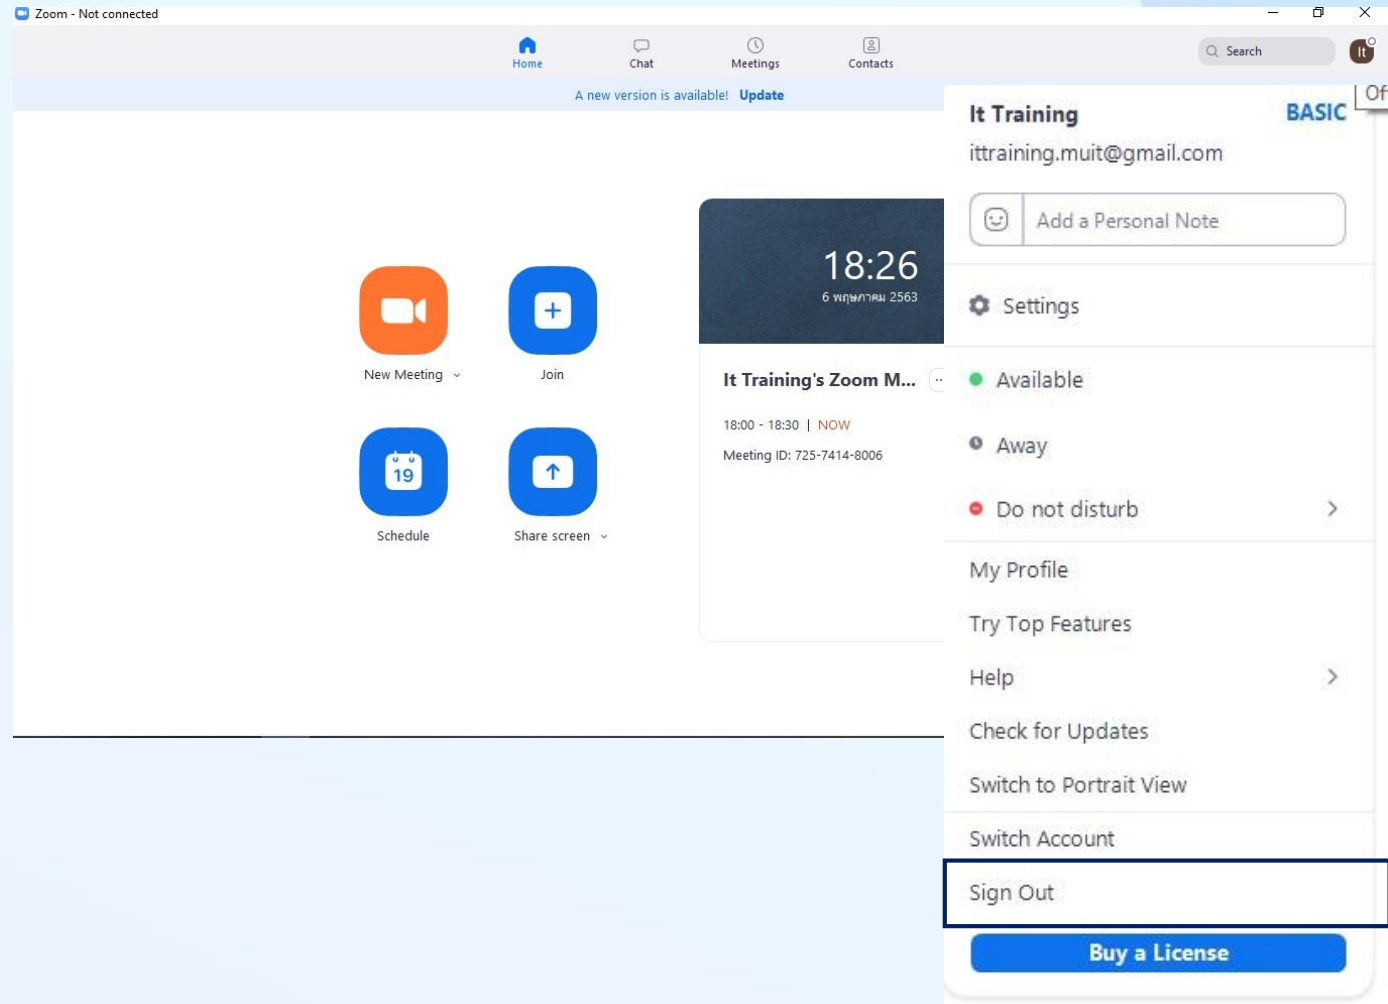 Zoom - Not connected
Home
Chat
Meetings
Contacts
Search
It
A new version is available! Update
18:26
6 พฤษภาคม 2563
New Meeting
Join
19
Schedule
Share screen
It Training's Zoom M...
18:00 - 18:30 | NOW
Meeting ID: 725-7414-8006
It Training
BASIC
ittraining.muit@gmail.com
Add a Personal Note
Settings
Available
Away
Do not disturb
My Profile
Try Top Features
Help
Check for Updates
Switch to Portrait View
Switch Account
Sign Out
Buy a License